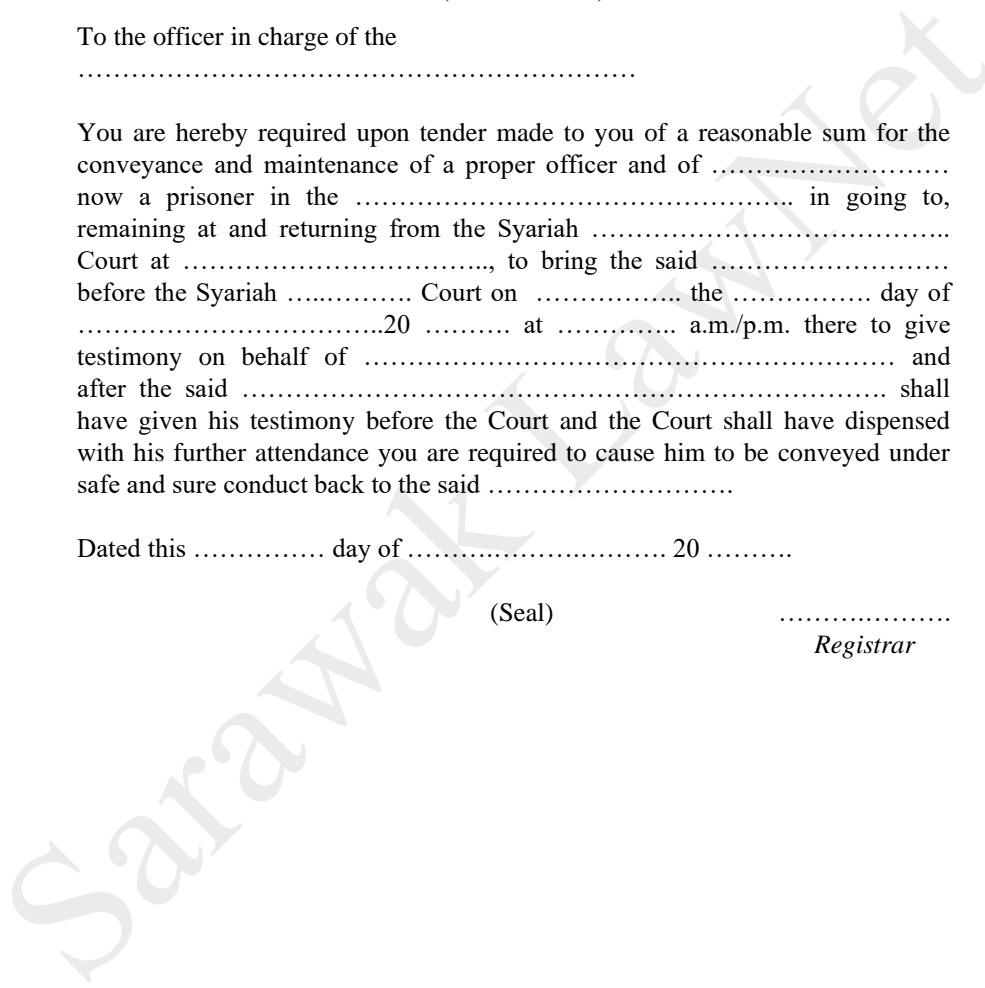 To the officer in charge of the
………………………………………………………
You are hereby required upon tender made to you of a reasonable sum for the
conveyance and maintenance of a proper officer and of ………………………
now a prisoner in the ………………………………………….. in going to,
remaining at and returning from the Syariah …………………………………..
Court at …………………………….., to bring the said ………………………
before the Syariah …..………. Court on …………….. the ……………. day of
……………………………..20 ………. at ………….. a.m./p.m. there to give
testimony on behalf of …………………………………………………… and
after the said ………………………………………………………………. shall
have given his testimony before the Court and the Court shall have dispensed
with his further attendance you are required to cause him to be conveyed under
safe and sure conduct back to the said ……………………….
Dated this …………… day of ……………….………. 20 ……….
(Seal) ……….……….
Registrar
Sarawak LawNet